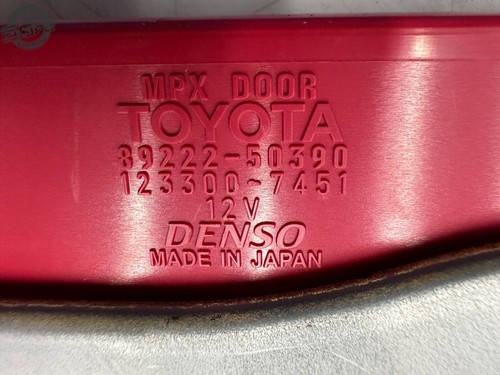 MPX DOOR
TOYOTA
89222-50390
123300-7451
12V
DENSO
MADE IN JAPAN